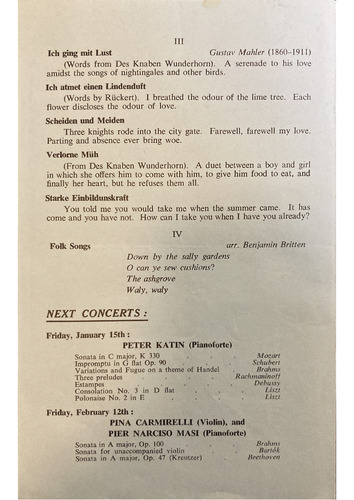 III
Ich ging mit Lust Gustav Mahler (1860-1911)
(Words from Des Knaben Wunderhorn). A serenade to his love
amidst the songs of nightingales and other birds.
Ich atmet einen Lindenduft
(Words by Rückert). I breathed the odour of the lime tree. Each
flower discloses the odour of love.
Scheiden und Meiden
Three knights rode into the city gate. Farewell, farewell my love.
Parting and absence ever bring woe.
Verlorne Müh
(From Des Knaben Wunderhorn). A duet between a boy and girl
in which she offers him to come with him, to give him food to eat, and
finally her heart, but he refuses them all.
Starke Einbildunskraft
You told me you would take me when the summer came. It has
come and you have not. How can I take you when I have you already?
IV
Folk Songs arr. Benjamin Britten
Down by the sally gardens
O can ye sew cushions?
The ashgrove
Waly, waly
NEXT CONCERTS :
Friday, January 15th :
PETER KATIN (Pianoforte)
Sonata in C major, K 330 . . . Mozart
Impromptu in G flat Op. 90 . . . Schubert
Variations and Fugue on a theme of Handel . Brahms
Three preludes . . . . Rachmaninoff
Estampes . . . . . Debussy
Consolation No. 3 in D flat . . . Liszt
Polonaise No. 2 in E . . . . Liszt
Friday, February 12th :
PINA CARMIRELLI (Violin), and
PIER NARCISO MASI (Pianoforte)
Sonata in A major, Op. 100 . . . Brahms
Sonata for unaccompanied violin . . Bartók
Sonata in A major, Op. 47 (Kreutzer) . . Beethoven